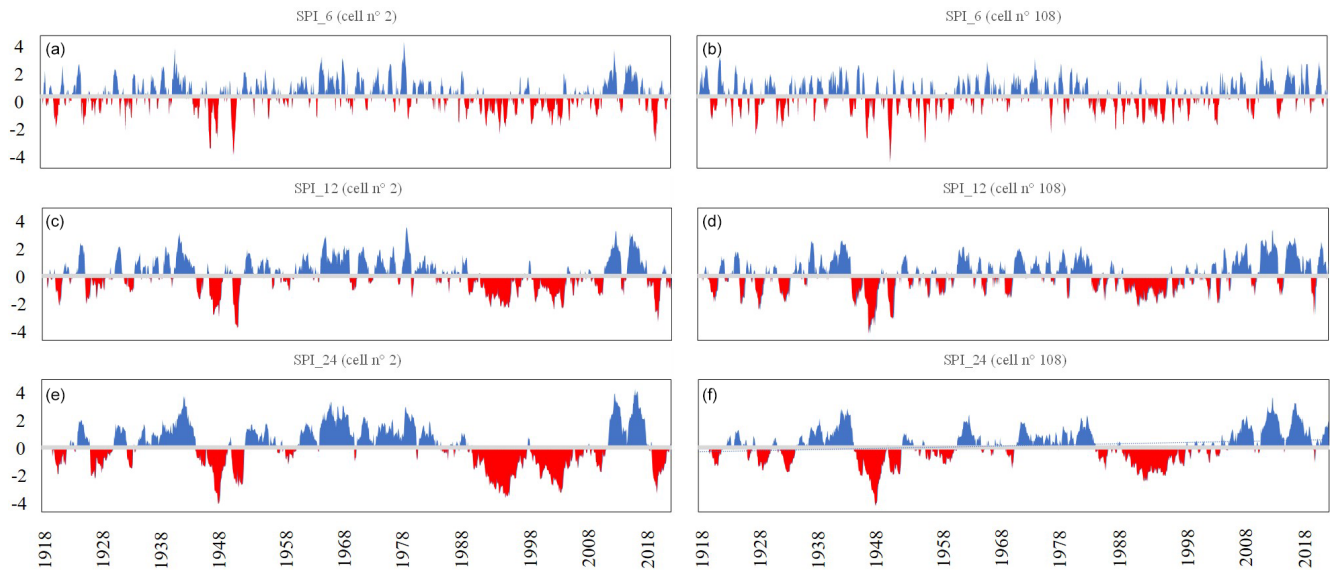 SPI_6 (cell n° 2)
SPI_6 (cell n° 108)
4
2
0
-2
-4
(a)
(b)
SPI_12 (cell n° 2)
SPI_12 (cell n° 108)
4
2
0
-2
-4
(c)
(d)
SPI_24 (cell n° 2)
SPI_24 (cell n° 108)
4
2
0
-2
-4
(e)
(f)
1918 1928 1938 1948 1958 1968 1978 1988 1998 2008 2018
1918 1928 1938 1948 1958 1968 1978 1988 1998 2008 2018